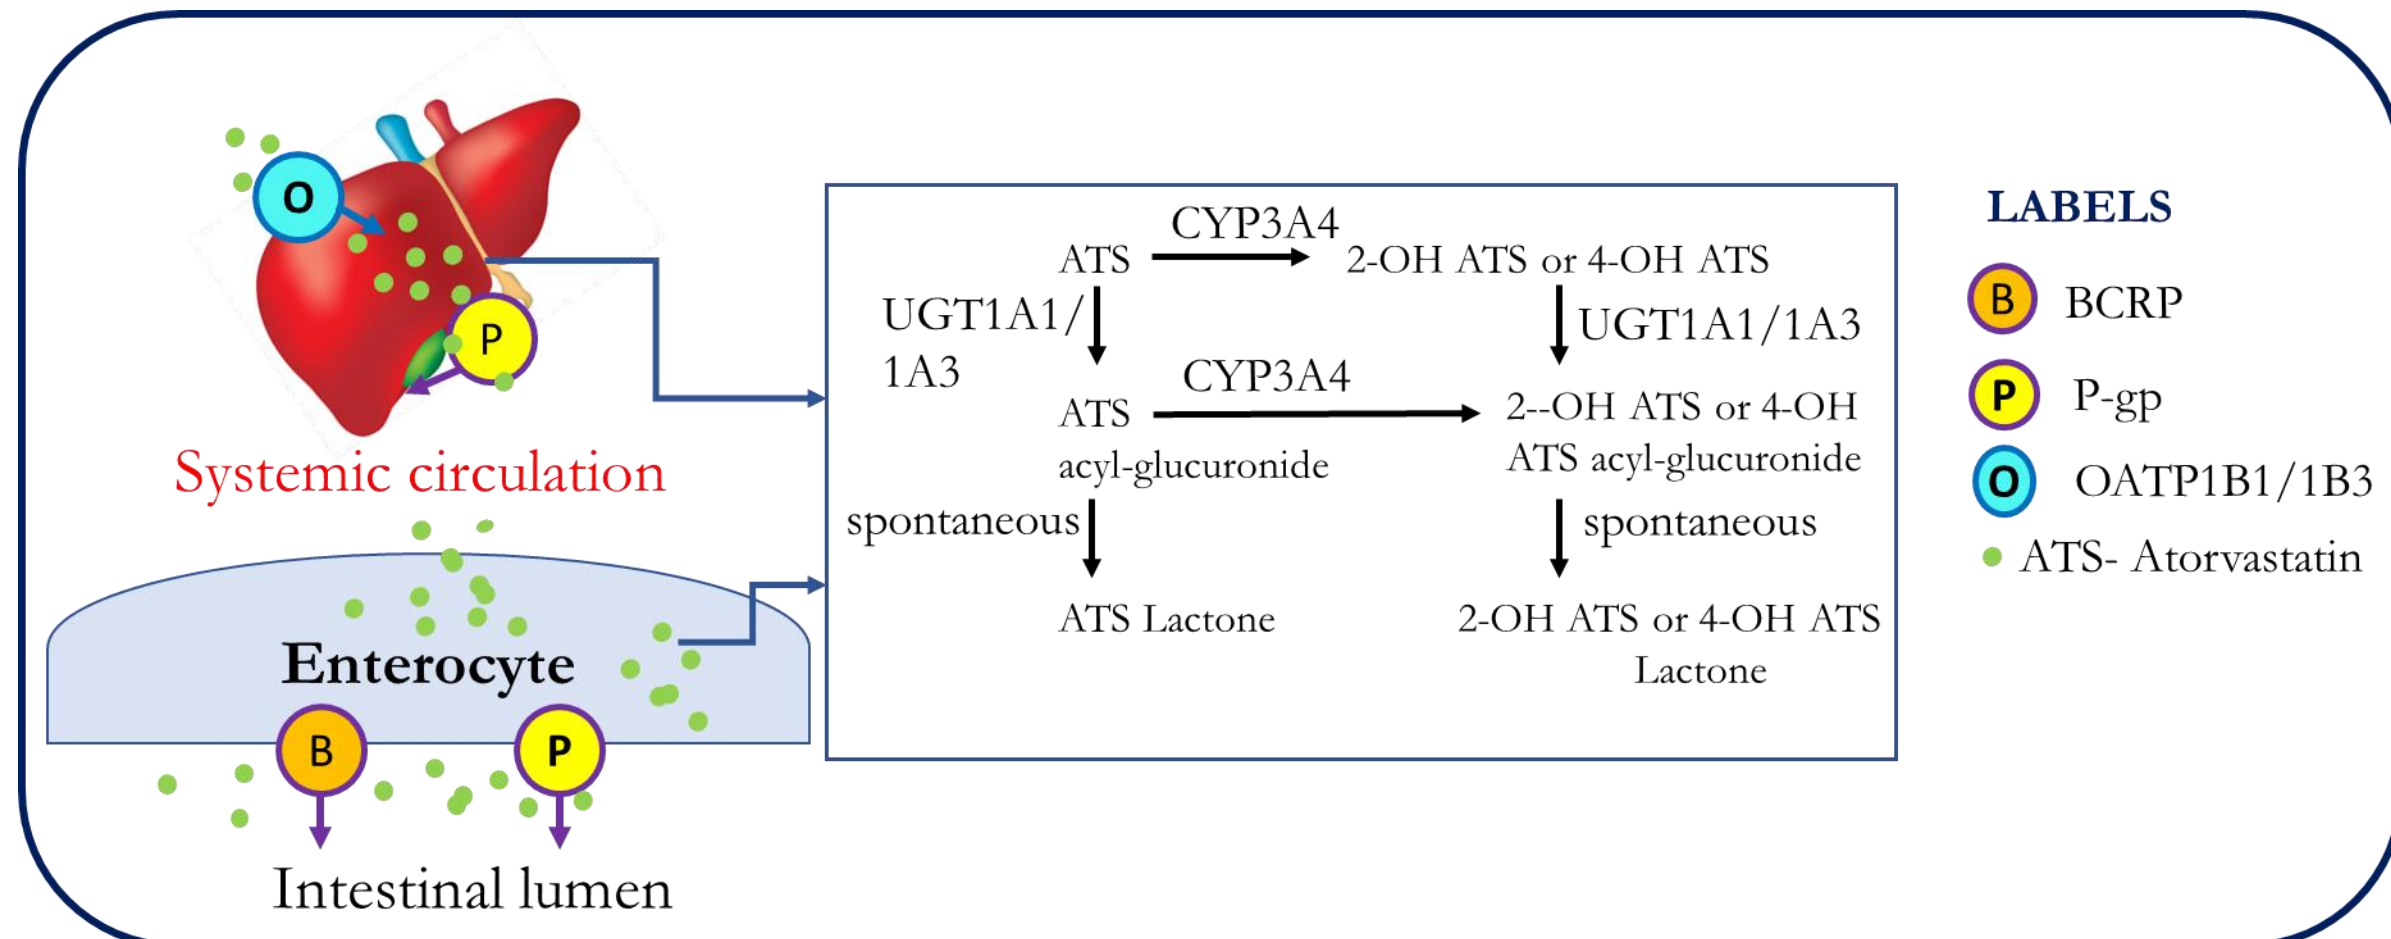 O
P
Systemic circulation
Enterocyte
B
P
Intestinal lumen
CYP3A4
ATS
2-OH ATS or 4-OH ATS
UGT1A1/
1A3
UGT1A1/1A3
CYP3A4
ATS
acyl-glucuronide
2--OH ATS or 4-OH
ATS acyl-glucuronide
spontaneous
spontaneous
ATS Lactone
2-OH ATS or 4-OH ATS
Lactone
LABELS
B BCRP
P P-gp
O OATP1B1/1B3
ATS- Atorvastatin